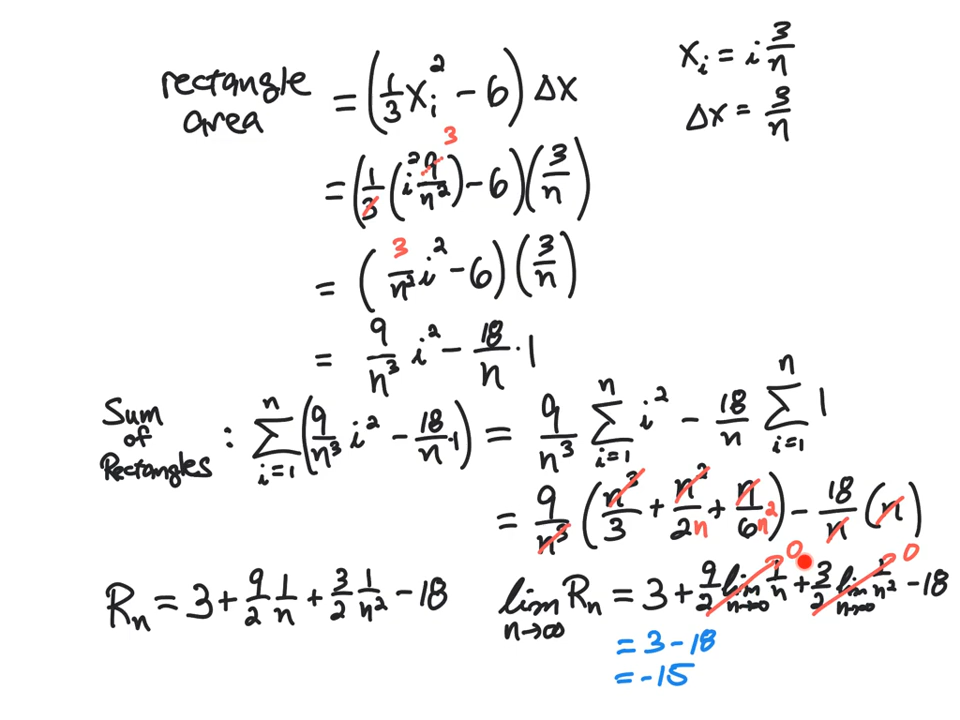 rectangle area = (1/3 x_i^2 - 6) Δx
x_i = i 3/n
Δx = 3/n
= (1/3 (i^2 9/n^2) - 6) (3/n)
3
= (3/n^2 i^2 - 6) (3/n)
= 9/n^3 i^2 - 18/n · 1
Sum of Rectangles : ∑_{i=1}^{n} (9/n^3 i^2 - 18/n · 1) = 9/n^3 ∑_{i=1}^{n} i^2 - 18/n ∑_{i=1}^{n} 1
= 9/n^3 (n^3/3 + n^2/2n + n/6n^2) - 18/n (n)
R_n = 3 + 9/2 1/n + 3/2 1/n^2 - 18
lim_{n→∞} R_n = 3 + 9/2 lim_{n→∞} 1/n + 3/2 lim_{n→∞} 1/n^2 - 18
0 0
= 3 - 18
= -15